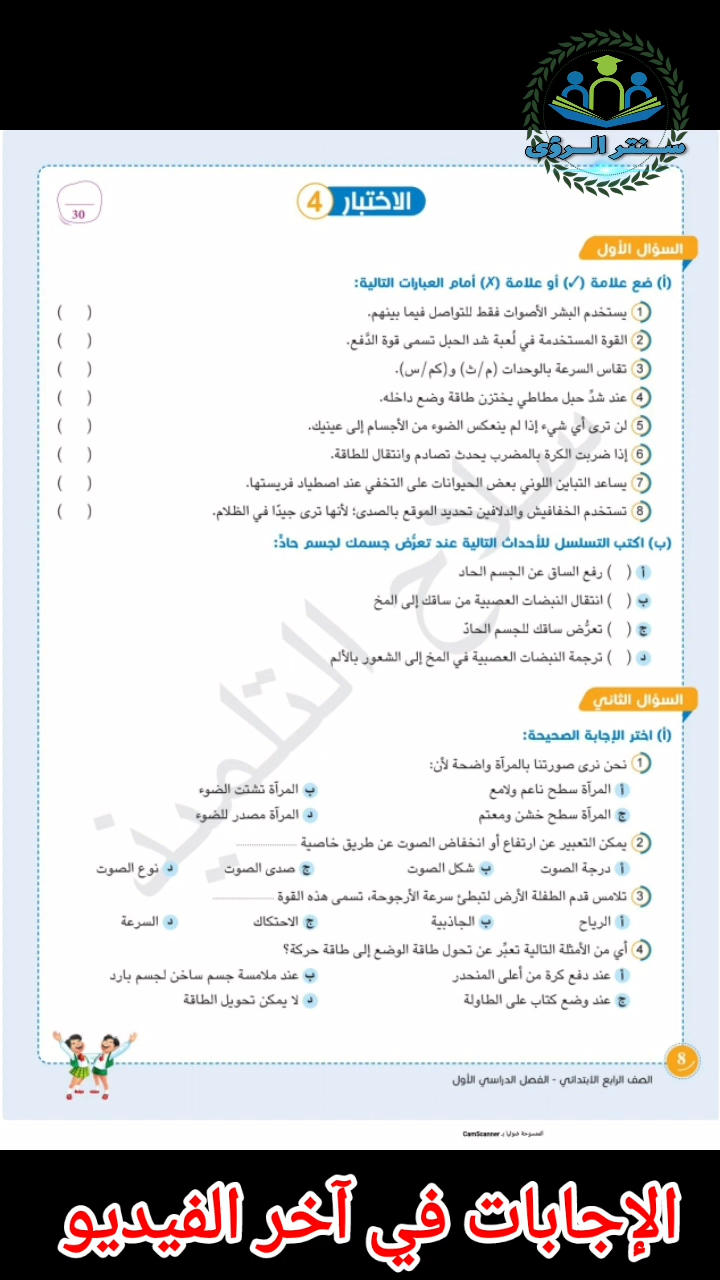 سنتر الرؤى
الاختبار 4
30
السؤال الأول
(أ) ضع علامة (✓) أو علامة (✗) أمام العبارات التالية:
1 يستخدم البشر الأصوات فقط للتواصل فيما بينهم. ( )
2 القوة المستخدمة في لُعبة شد الحبل تسمى قوة الدَّفع. ( )
3 تقاس السرعة بالوحدات (م/ث) و(كم/س). ( )
4 عند شدِّ حبل مطاطي يختزن طاقة وضع داخله. ( )
5 لن ترى أي شيء إذا لم ينعكس الضوء من الأجسام إلى عينيك. ( )
6 إذا ضربت الكرة بالمضرب يحدث تصادم وانتقال للطاقة. ( )
7 يساعد التباين اللوني بعض الحيوانات على التخفي عند اصطياد فريستها. ( )
8 تستخدم الخفافيش والدلافين تحديد الموقع بالصدى؛ لأنها ترى جيدًا في الظلام. ( )
(ب) اكتب التسلسل للأحداث التالية عند تعرُّض جسمك لجسم حادٍّ:
أ ( ) رفع الساق عن الجسم الحاد
ب ( ) انتقال النبضات العصبية من ساقك إلى المخ
ج ( ) تعرُّض ساقك للجسم الحادّ
د ( ) ترجمة النبضات العصبية في المخ إلى الشعور بالألم
سلاح التلميذ
السؤال الثاني
(أ) اختر الإجابة الصحيحة:
1 نحن نرى صورتنا بالمرآة واضحة لأن:
أ المرآة سطح ناعم ولامع ب المرآة تشتت الضوء
ج المرآة سطح خشن ومعتم د المرآة مصدر للضوء
2 يمكن التعبير عن ارتفاع أو انخفاض الصوت عن طريق خاصية ..............
أ درجة الصوت ب شكل الصوت ج صدى الصوت د نوع الصوت
3 تلامس قدم الطفلة الأرض لتبطئ سرعة الأرجوحة، تسمى هذه القوة ..............
أ الرياح ب الجاذبية ج الاحتكاك د السرعة
4 أي من الأمثلة التالية تعبِّر عن تحول طاقة الوضع إلى طاقة حركة؟
أ عند دفع كرة من أعلى المنحدر ب عند ملامسة جسم ساخن لجسم بارد
ج عند وضع كتاب على الطاولة د لا يمكن تحويل الطاقة
8
الصف الرابع الابتدائي - الفصل الدراسي الأول
الممسوحة ضوئيا بـ CamScanner
الإجابات في آخر الفيديو